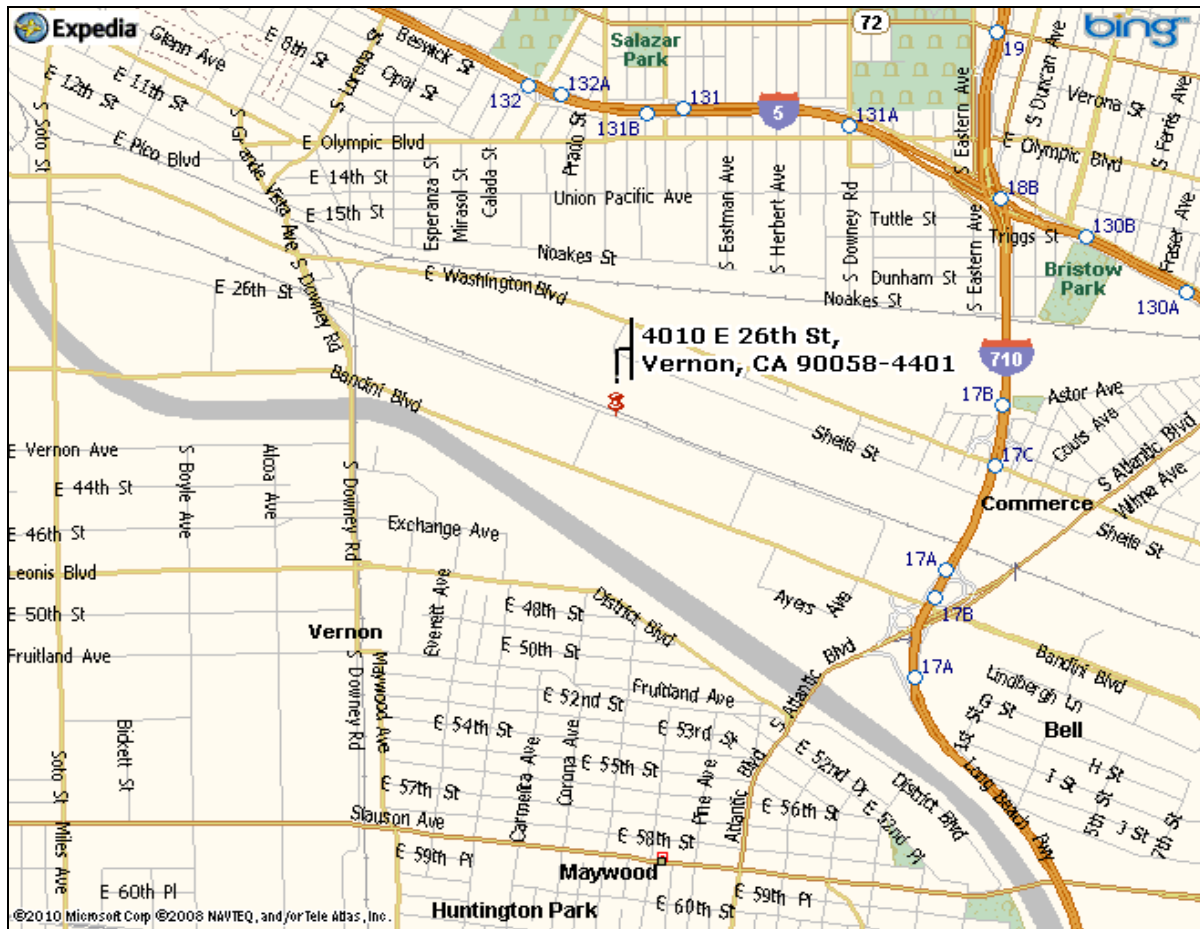 Expedia
bing
72
19
Glenn Ave
E 8th St
S Lorena St
Beswick St
Opal St
Salazar
Park
S Duncan Ave
Verona St
S Ferris Ave
E 11th St
E 12th St
132
132A
131
131B
5
131A
S Eastern Ave
S Soto St
E Pico Blvd
S Grande Vista Ave
E Olympic Blvd
Prado St
E Olympic Blvd
E 14th St
E 15th St
Esperanza St
Mirasol St
Calada St
Union Pacific Ave
S Eastman Ave
S Herbert Ave
S Downey Rd
Tuttle St
18B
130B
Triggs St
S Eastern Ave
Fraser Ave
Noakes St
Dunham St
Noakes St
Bristow
Park
130A
E 26th St
S Downey Rd
E Washington Blvd
4010 E 26th St,
Vernon, CA 90058-4401
710
Bandini Blvd
17B
Astor Ave
Couts Ave
S Atlantic Blvd
Wilma Ave
Sheila St
17C
Commerce
Sheila St
E Vernon Ave
S Boyle Ave
Alcoa Ave
S Downey Rd
E 44th St
E 46th St
Exchange Ave
Leonis Blvd
17A
17B
Ayers Ave
E 50th St
Everett Ave
E 48th St
District Blvd
Vernon
E 50th St
Fruitland Ave
S Downey Rd
Maywood Ave
S Atlantic Blvd
17A
Bandini Blvd
Lindbergh Ln
Fruitland Ave
E 52nd St
G St
1st St
Bell
Bickett St
E 54th St
E 53rd St
Carmelita Ave
Corona Ave
E 55th St
Pine Ave
Atlantic Blvd
E 52nd Dr
E 52nd Pl
District Blvd
Long Beach Fwy
H St
I St
5th St
J St
7th St
Soto St
Miles Ave
E 57th St
E 56th St
Slauson Ave
E 58th St
E 59th Pl
Maywood
E 59th Pl
E 60th Pl
E 60th St
Huntington Park
©2010 Microsoft Corp ©2008 NAVTEQ, and/or Tele Atlas, Inc.